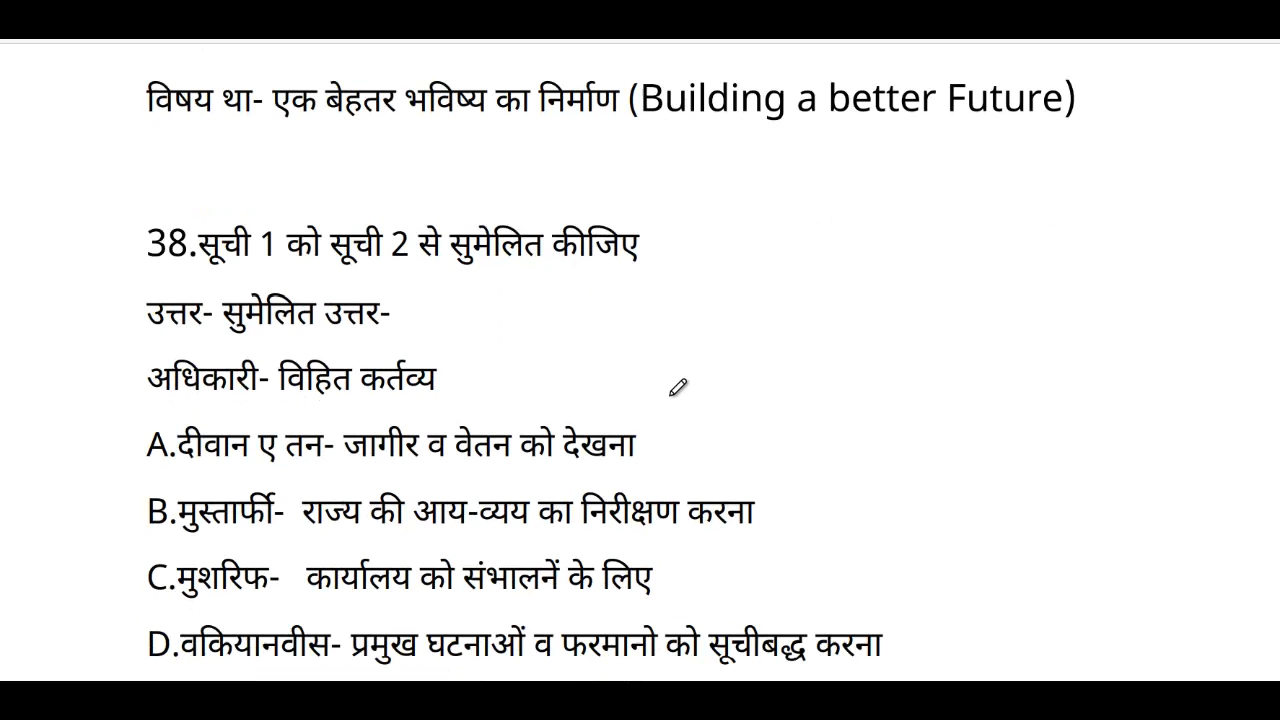 विषय था- एक बेहतर भविष्य का निर्माण (Building a better Future)
38.सूची 1 को सूची 2 से सुमेलित कीजिए
उत्तर- सुमेलित उत्तर-
अधिकारी- विहित कर्तव्य
A.दीवान ए तन- जागीर व वेतन को देखना
B.मुस्तार्फी- राज्य की आय-व्यय का निरीक्षण करना
C.मुशरिफ- कार्यालय को संभालनें के लिए
D.वकियानवीस- प्रमुख घटनाओं व फरमानो को सूचीबद्ध करना